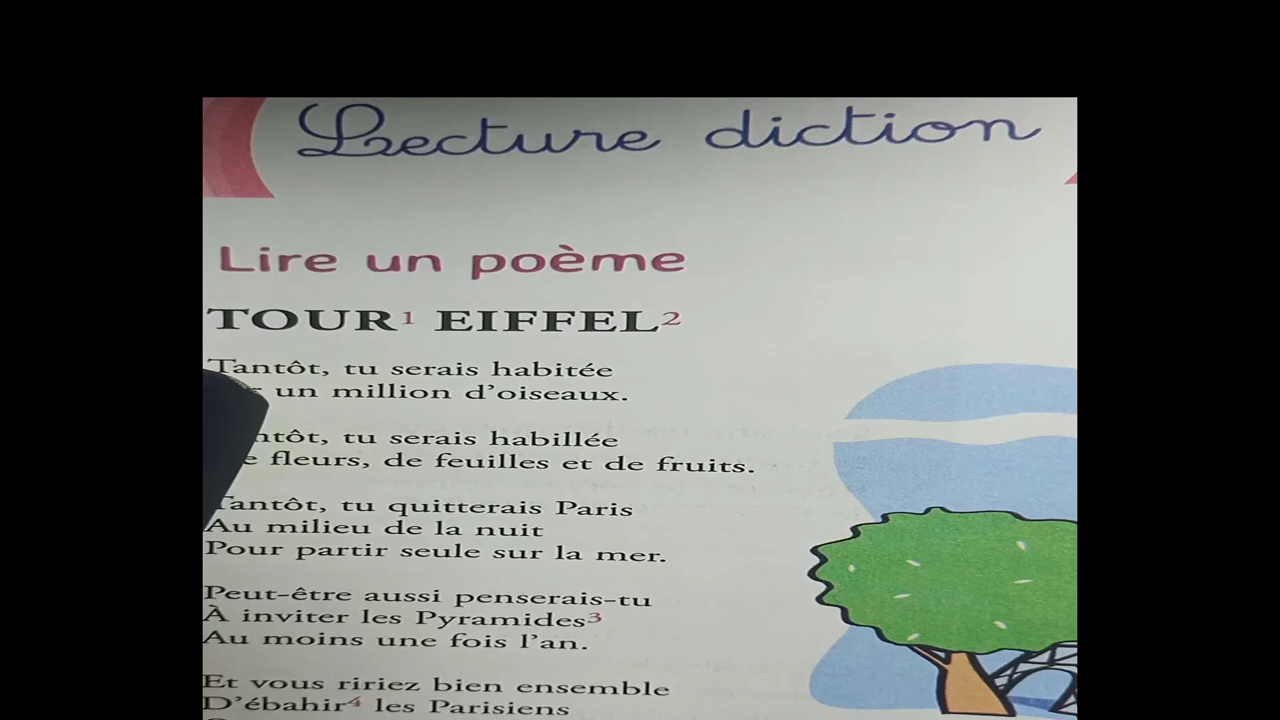 Lecture diction
Lire un poème
TOUR¹ EIFFEL²
Tantôt, tu serais habitée
un million d'oiseaux.
tu serais habillée
fleurs, de feuilles et de fruits.
Tantôt, tu quitterais Paris
Au milieu de la nuit
Pour partir seule sur la mer.
Peut-être aussi penserais-tu
À inviter les Pyramides³
Au moins une fois l'an.
Et vous ririez bien ensemble
D'ébahir⁴ les Parisiens